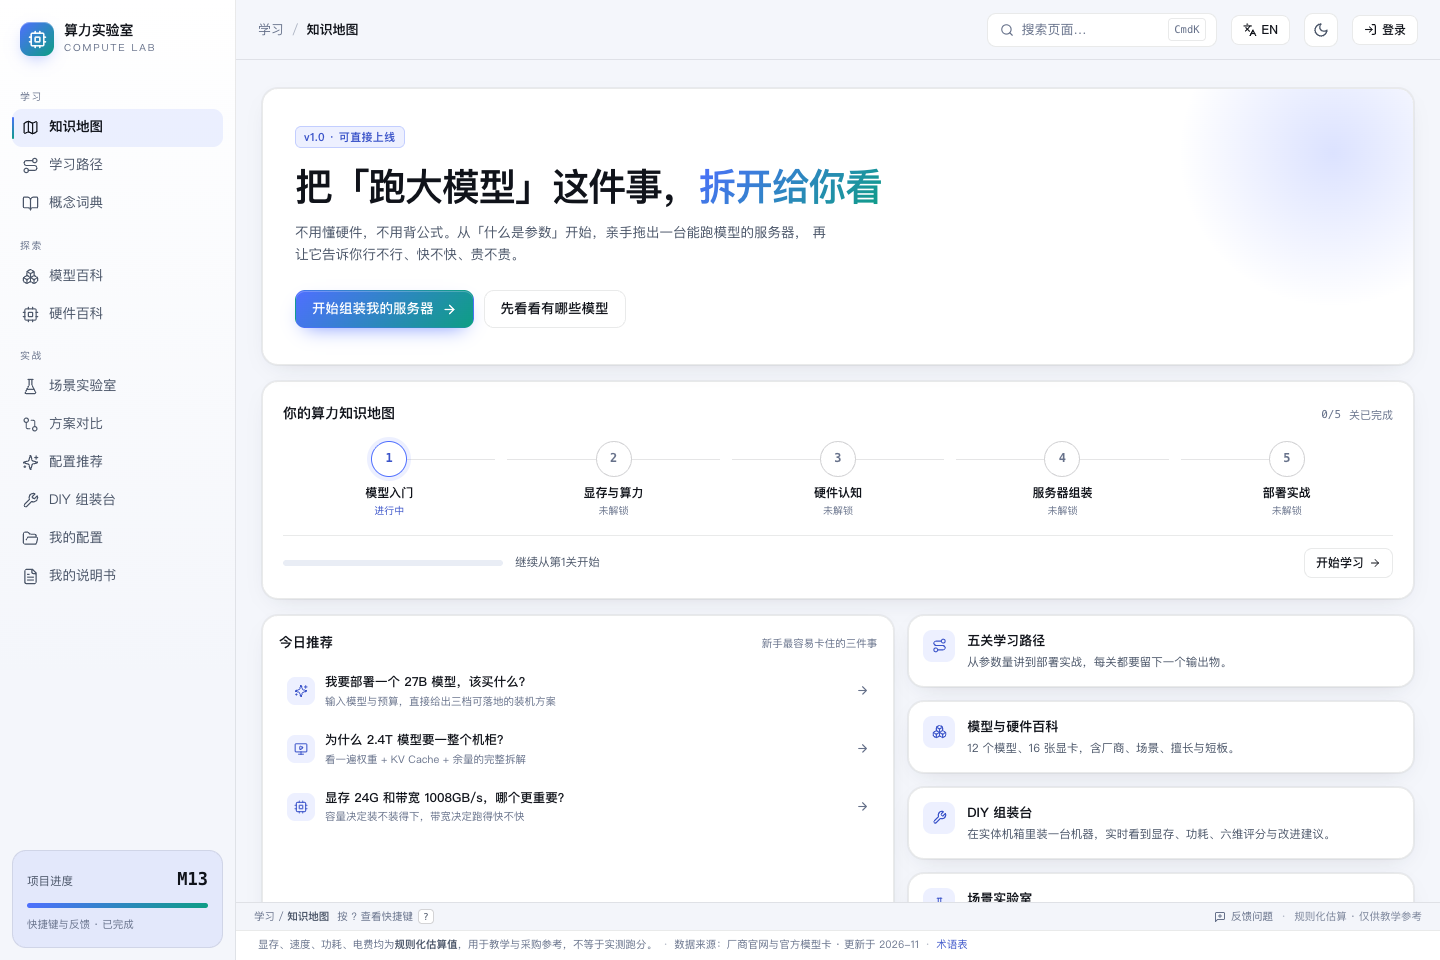 算力实验室
COMPUTE LAB
学习
知识地图
学习路径
概念词典
探索
模型百科
硬件百科
实战
场景实验室
方案对比
配置推荐
DIY 组装台
我的配置
我的说明书
项目进度 M13
快捷键与反馈 · 已完成
学习 / 知识地图
搜索页面… CmdK
EN
登录
v1.0 · 可直接上线
把「跑大模型」这件事，拆开给你看
不用懂硬件，不用背公式。从「什么是参数」开始，亲手拖出一台能跑模型的服务器， 再
让它告诉你行不行、快不快、贵不贵。
开始组装我的服务器
先看看有哪些模型
你的算力知识地图
0/5 关已完成
1 2 3 4 5
模型入门 显存与算力 硬件认知 服务器组装 部署实战
进行中 未解锁 未解锁 未解锁 未解锁
继续从第1关开始
开始学习
今日推荐
新手最容易卡住的三件事
我要部署一个 27B 模型，该买什么？
输入模型与预算，直接给出三档可落地的装机方案
为什么 2.4T 模型要一整个机柜？
看一遍权重 + KV Cache + 余量的完整拆解
显存 24G 和带宽 1008GB/s，哪个更重要？
容量决定装不装得下，带宽决定跑得快不快
五关学习路径
从参数量讲到部署实战，每关都要留下一个输出物。
模型与硬件百科
12 个模型、16 张显卡，含厂商、场景、擅长与短板。
DIY 组装台
在实体机箱里装一台机器，实时看到显存、功耗、六维评分与改进建议。
场景实验室
学习 / 知识地图 按 ? 查看快捷键 ?
反馈问题 · 规则化估算 · 仅供教学参考
显存、速度、功耗、电费均为规则化估算值，用于教学与采购参考，不等于实测跑分。 · 数据来源：厂商官网与官方模型卡 · 更新于 2026-11 · 术语表